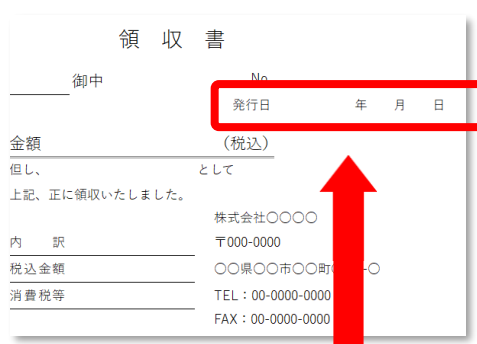 領 収 書
御中
No
発行日 年 月 日
金額 (税込)
但し、 として
上記、正に領収いたしました。
株式会社〇〇〇〇
内 訳 〒000-0000
税込金額 〇〇県〇〇市〇〇町 -〇
消費税等 TEL：00-0000-0000
FAX：00-0000-0000